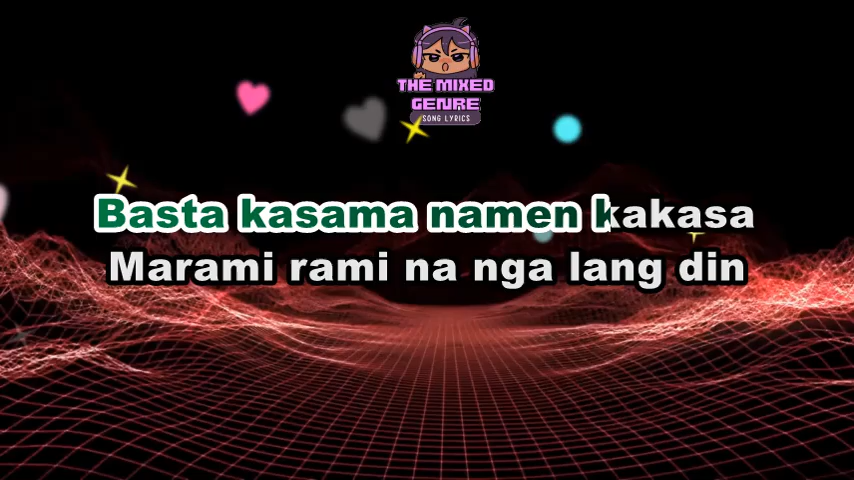 THE MIXED
GENRE
SONG LYRICS
Basta kasama namen kakasa
Marami rami na nga lang din